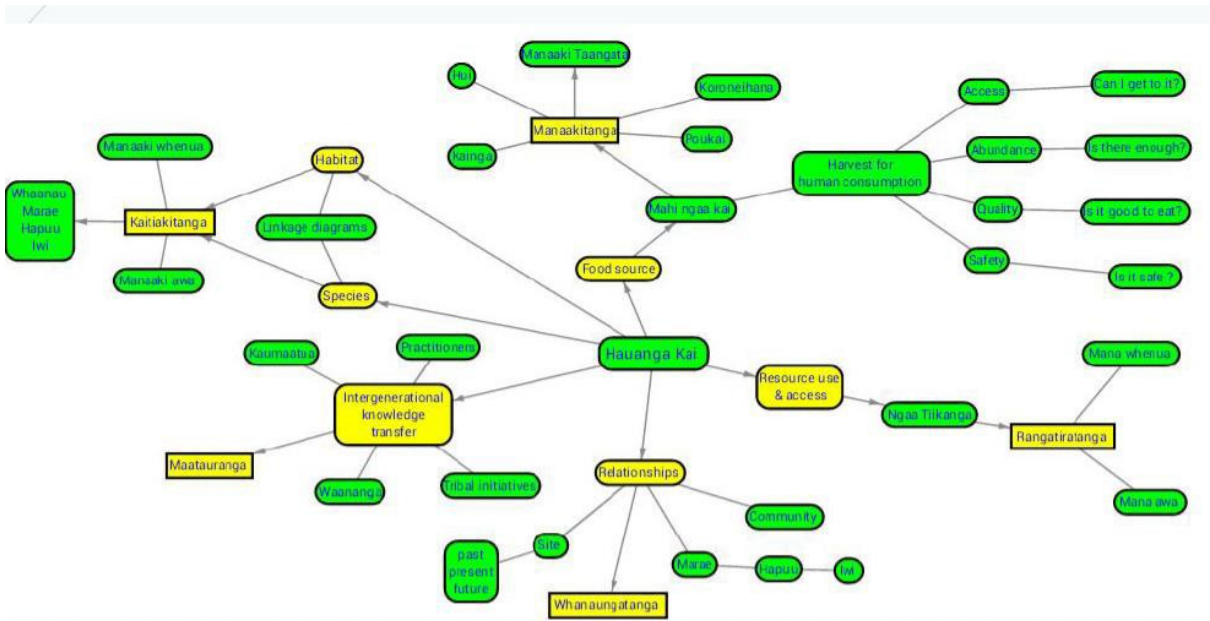 Manaaki Taangata
Hui
Koroneihana
Manaakitanga
Kainga
Poukai
Access
Can I get to it?
Abundance
Is there enough?
Harvest for
human consumption
Quality
Is it good to eat?
Safety
Is it safe ?
Manaaki whenua
Habitat
Whaanau
Marae
Hapuu
Iwi
Kaitiakitanga
Linkage diagrams
Manaaki awa
Species
Mahi ngaa kai
Food source
Hauanga Kai
Kaumaatua
Practitioners
Intergenerational
knowledge
transfer
Maatauranga
Waananga
Tribal initiatives
Resource use
& access
Ngaa Tiikanga
Mana whenua
Rangatiratanga
Mana awa
Relationships
Community
Site
past
present
future
Marae
Hapuu
Iwi
Whanaungatanga